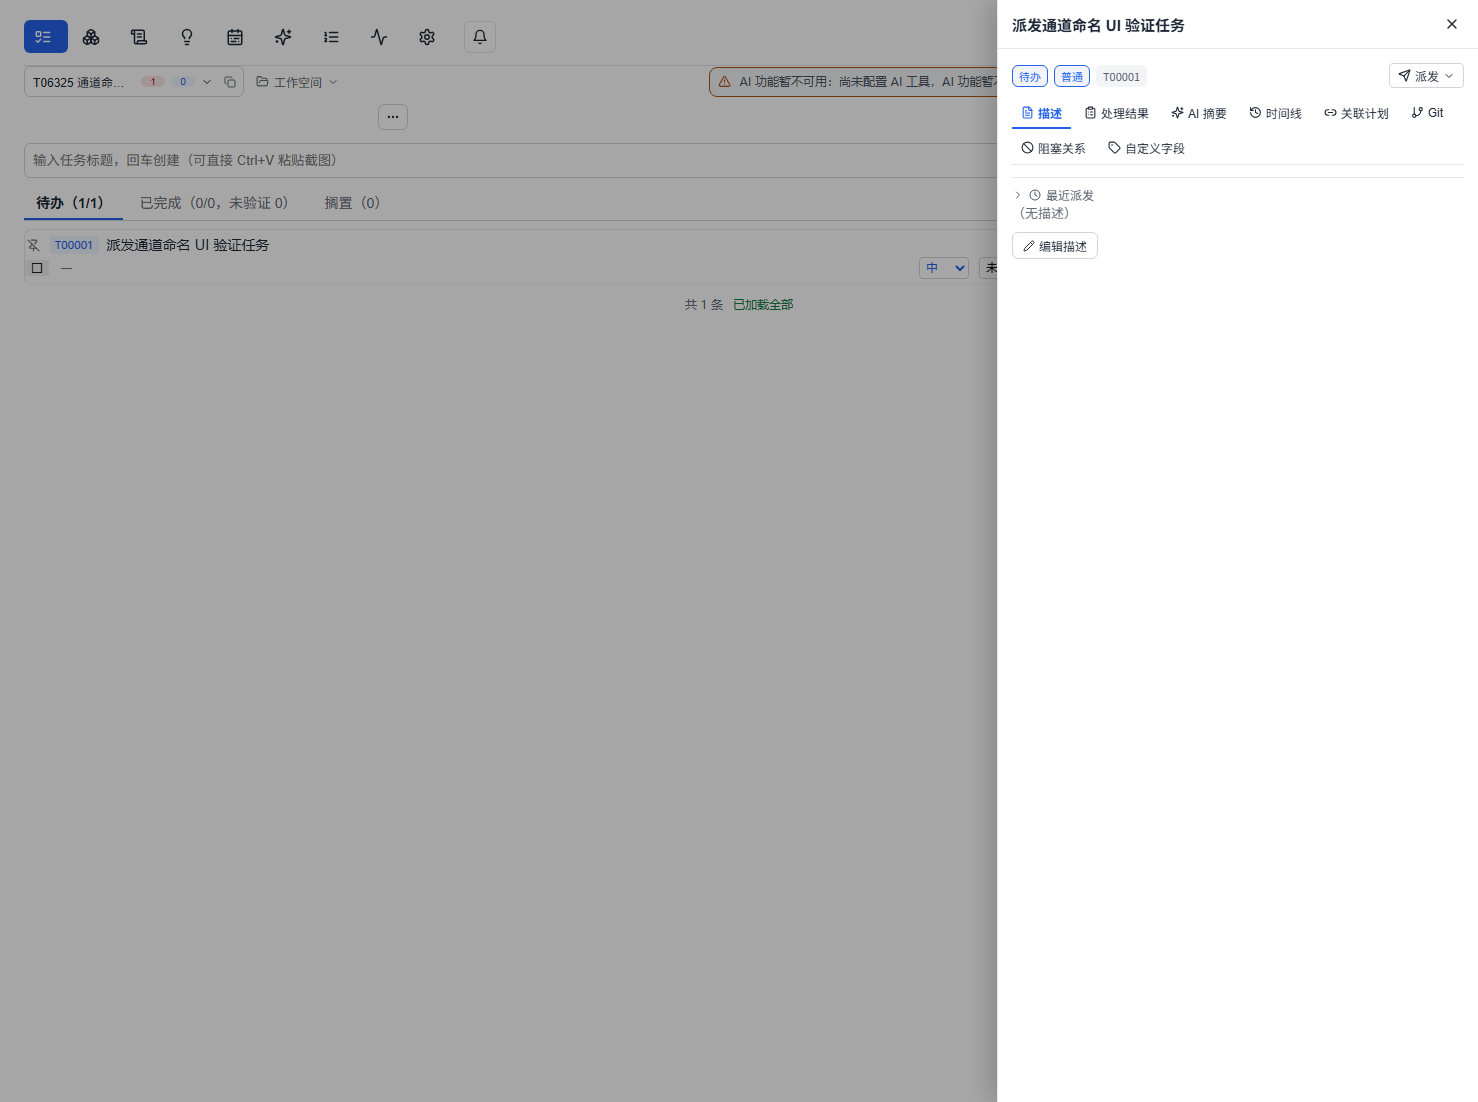 T06325 通道命… 1 0 工作空间
AI 功能暂不可用：尚未配置 AI 工具，AI 功能暂
输入任务标题，回车创建（可直接 Ctrl+V 粘贴截图）
待办（1/1） 已完成（0/0，未验证 0） 搁置（0）
T00001 派发通道命名 UI 验证任务
— 中 未
共 1 条 已加载全部
派发通道命名 UI 验证任务
待办 普通 T00001 派发
描述 处理结果 AI 摘要 时间线 关联计划 Git
阻塞关系 自定义字段
最近派发
（无描述）
编辑描述